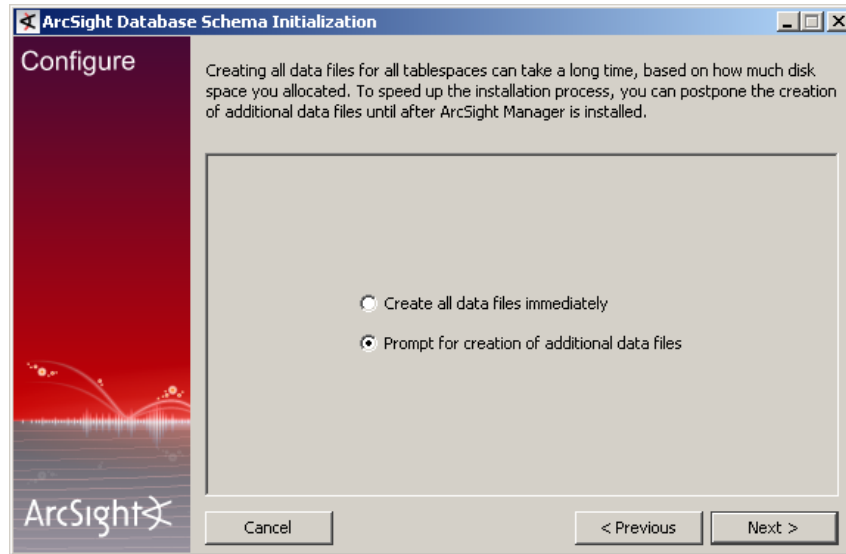 ArcSight Database Schema Initialization
Configure
Creating all data files for all tablespaces can take a long time, based on how much disk
space you allocated. To speed up the installation process, you can postpone the creation
of additional data files until after ArcSight Manager is installed.
Create all data files immediately
Prompt for creation of additional data files
ArcSight
Cancel
< Previous
Next >